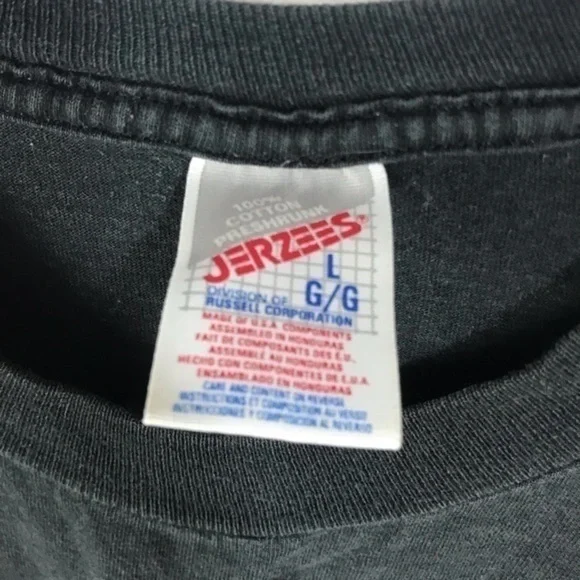 100%
COTTON
PRESHRUNK
JERZEES®
L
G/G
DIVISION OF
RUSSELL CORPORATION
MADE OF U.S.A. COMPONENTS
ASSEMBLED IN HONDURAS
FAIT DE COMPOSANTS DES E.U.
ASSEMBLÉ AU HONDURAS
HECHO CON COMPONENTES DE E.U.A.
ENSAMBLADO EN HONDURAS
CARE AND CONTENT ON REVERSE
INSTRUCTIONS ET COMPOSITION AU VERSO
INSTRUCCIONES Y COMPOSICION AL REVERSO